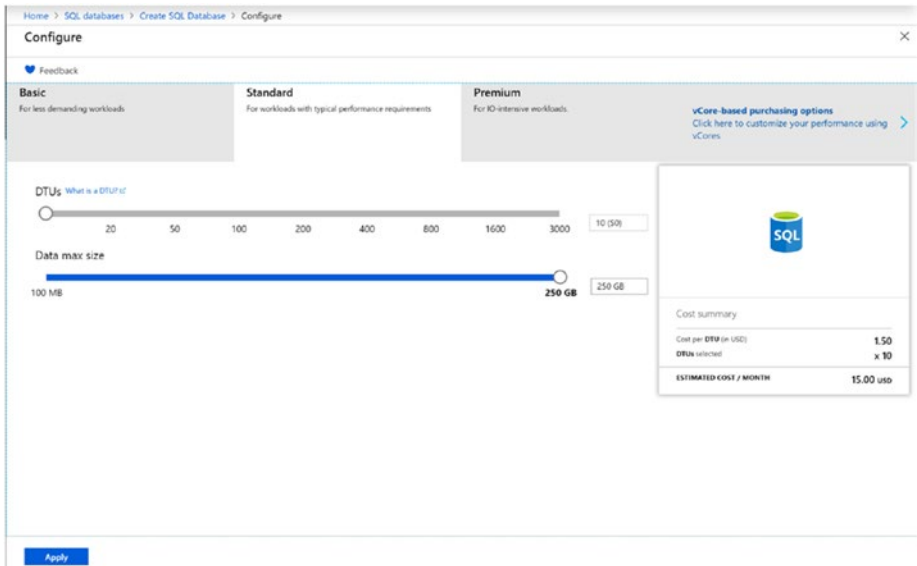 Home > SQL databases > Create SQL Database > Configure
Configure
Feedback
Basic
For less demanding workloads
Standard
For workloads with typical performance requirements
Premium
For IO-intensive workloads.
vCore-based purchasing options
Click here to customize your performance using
vCores
DTUs What is a DTU?
20 50 100 200 400 800 1600 3000
10 (S0)
Data max size
100 MB
250 GB
250 GB
SQL
Cost summary
Cost per DTU (in USD) 1.50
DTUs selected x 10
ESTIMATED COST / MONTH 15.00 USD
Apply